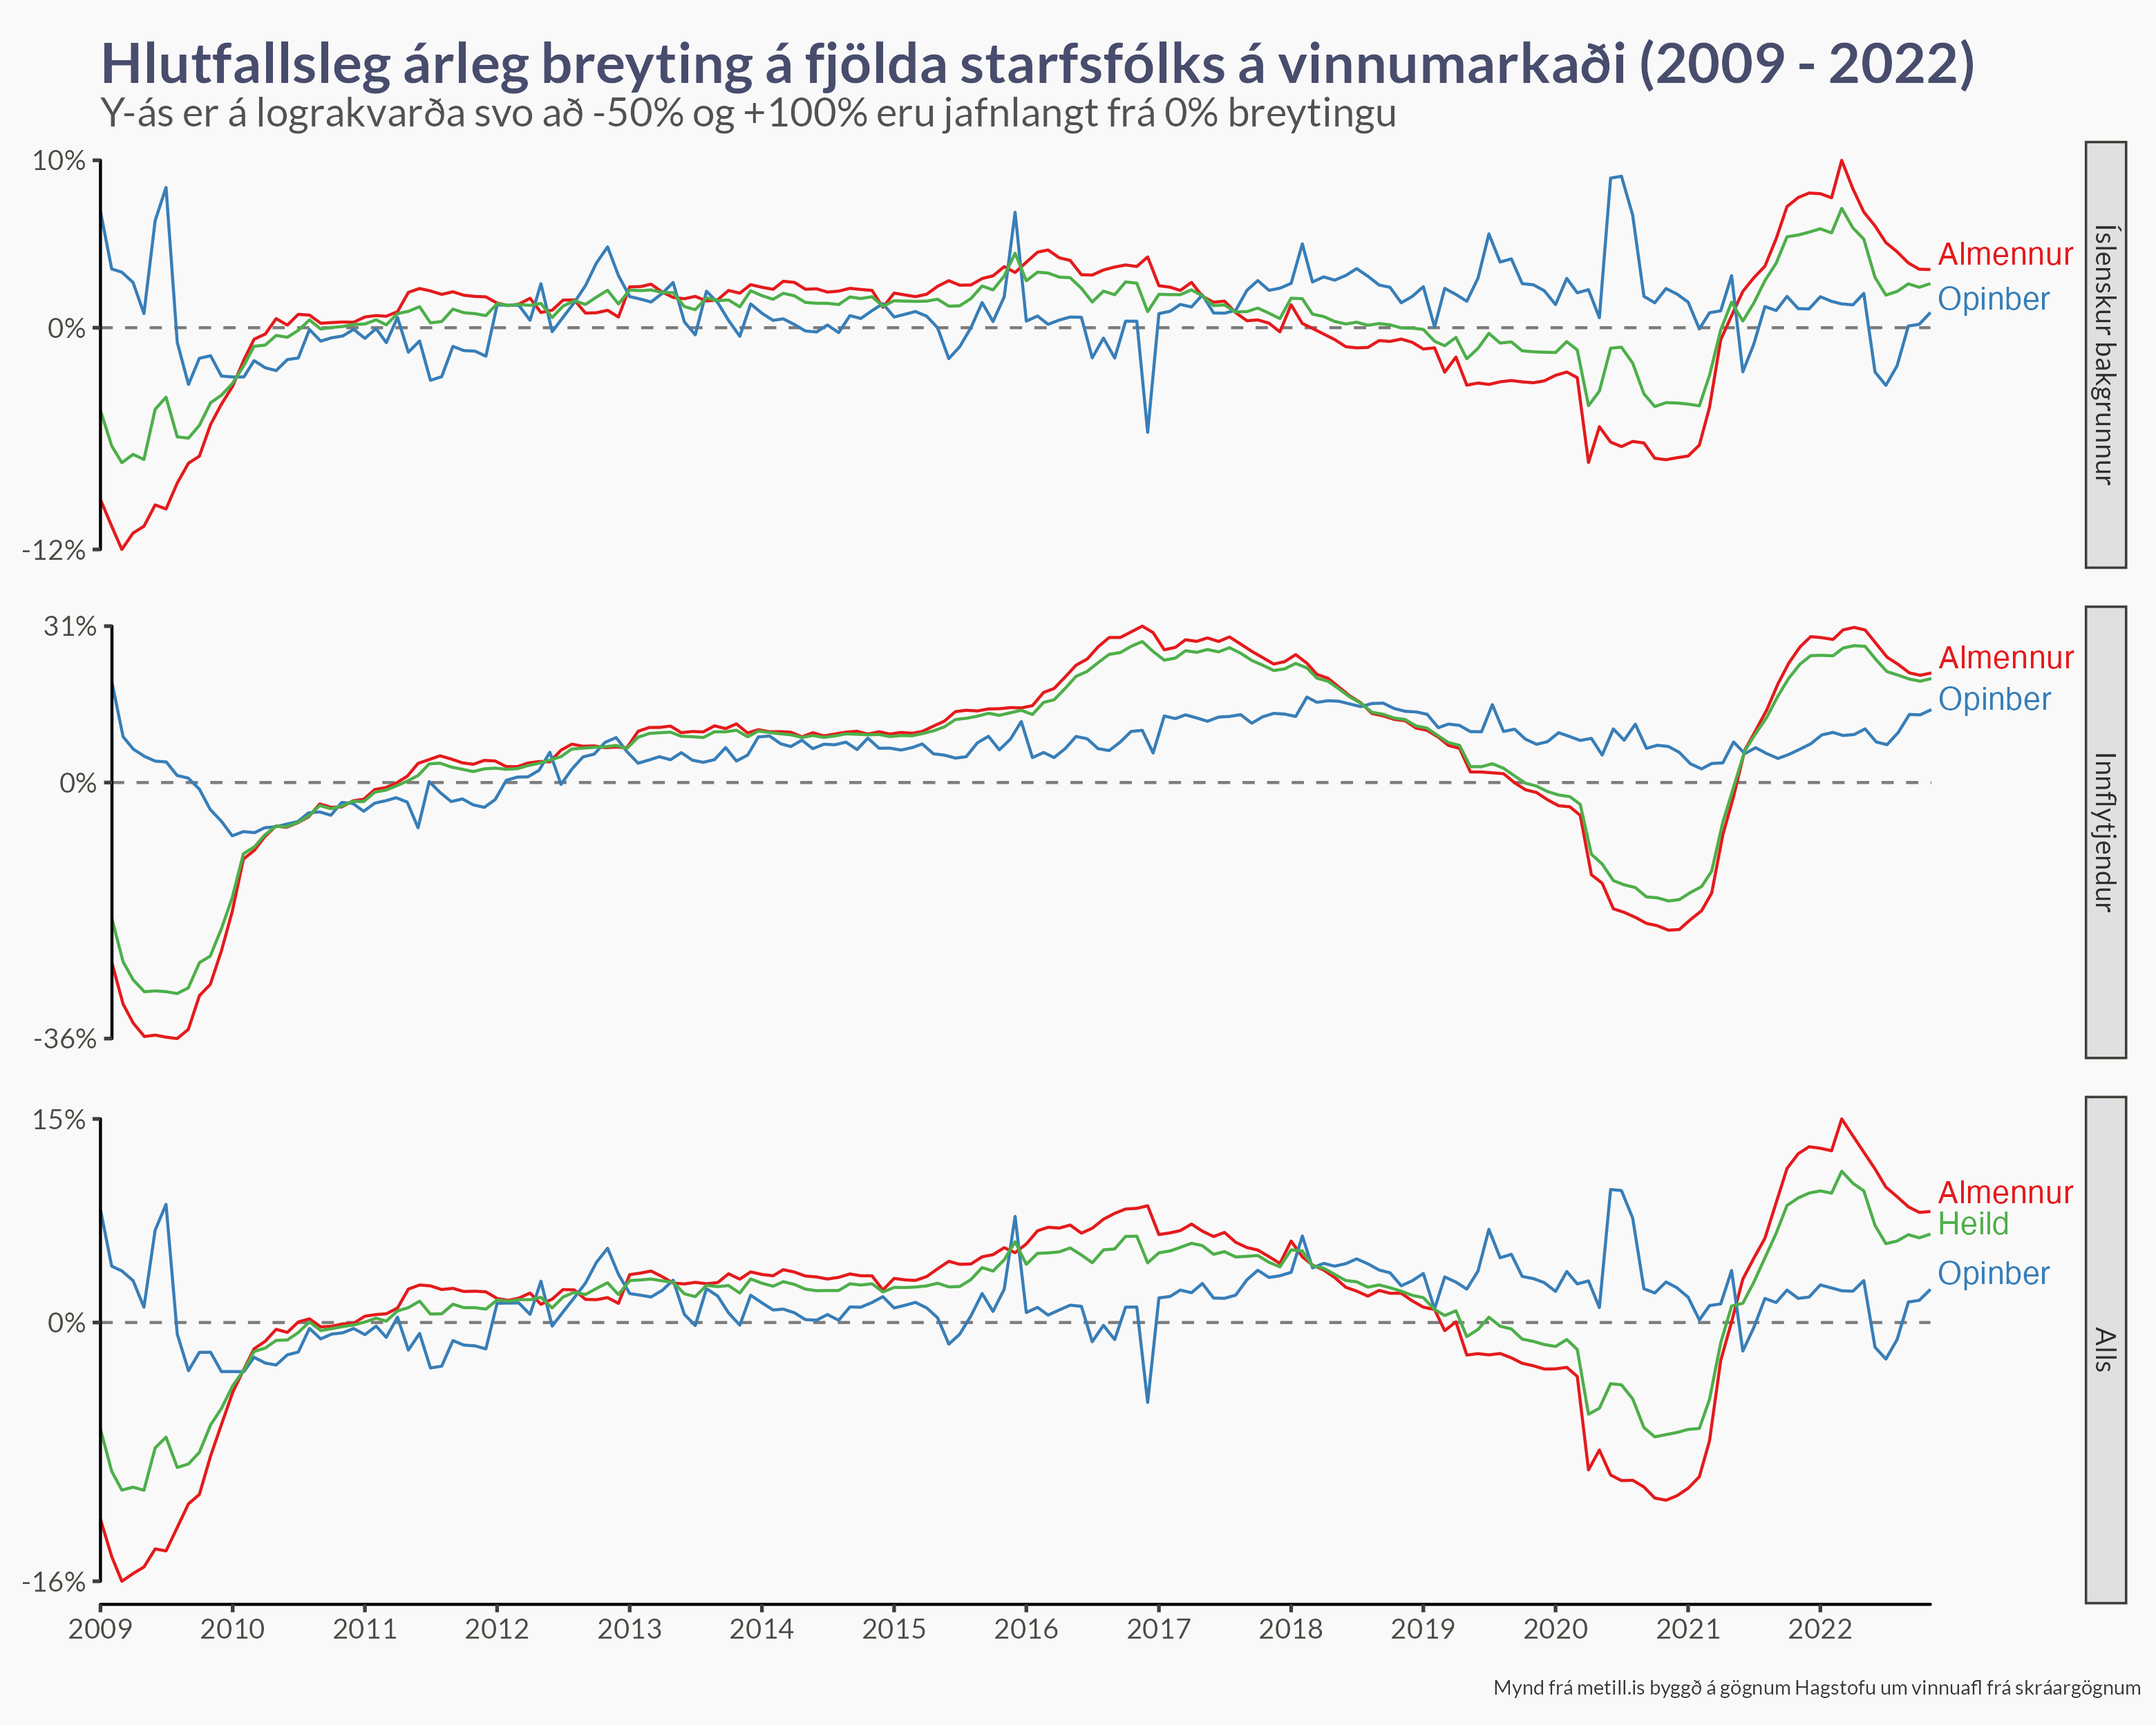 Hlutfallsleg árleg breyting á fjölda starfsfólks á vinnumarkaði (2009 - 2022)
Y-ás er á lograkvarða svo að -50% og +100% eru jafnlangt frá 0% breytingu
10%
0%
-12%
Almennur
Opinber
Íslenskur bakgrunnur
31%
0%
-36%
Almennur
Opinber
Innflytjendur
15%
0%
-16%
Almennur
Heild
Opinber
Alls
2009 2010 2011 2012 2013 2014 2015 2016 2017 2018 2019 2020 2021 2022
Mynd frá metill.is byggð á gögnum Hagstofu um vinnuafl frá skráargögnum